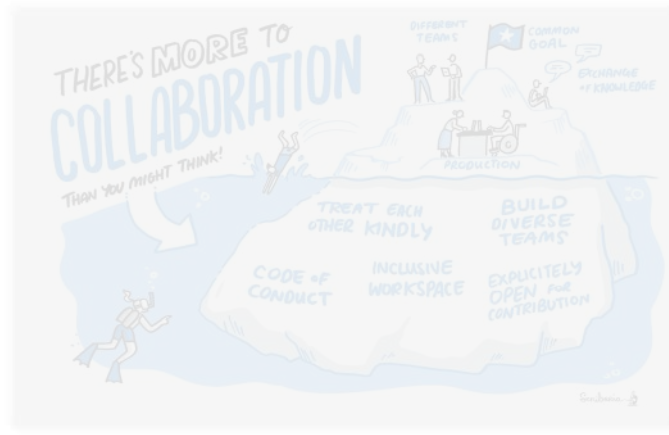 THERE'S MORE TO
COLLABORATION
THAN YOU MIGHT THINK!
DIFFERENT
TEAMS
COMMON
GOAL
EXCHANGE
OF KNOWLEDGE
PRODUCTION
TREAT EACH
OTHER KINDLY
BUILD
DIVERSE
TEAMS
CODE OF
CONDUCT
INCLUSIVE
WORKSPACE
EXPLICITELY
OPEN FOR
CONTRIBUTION